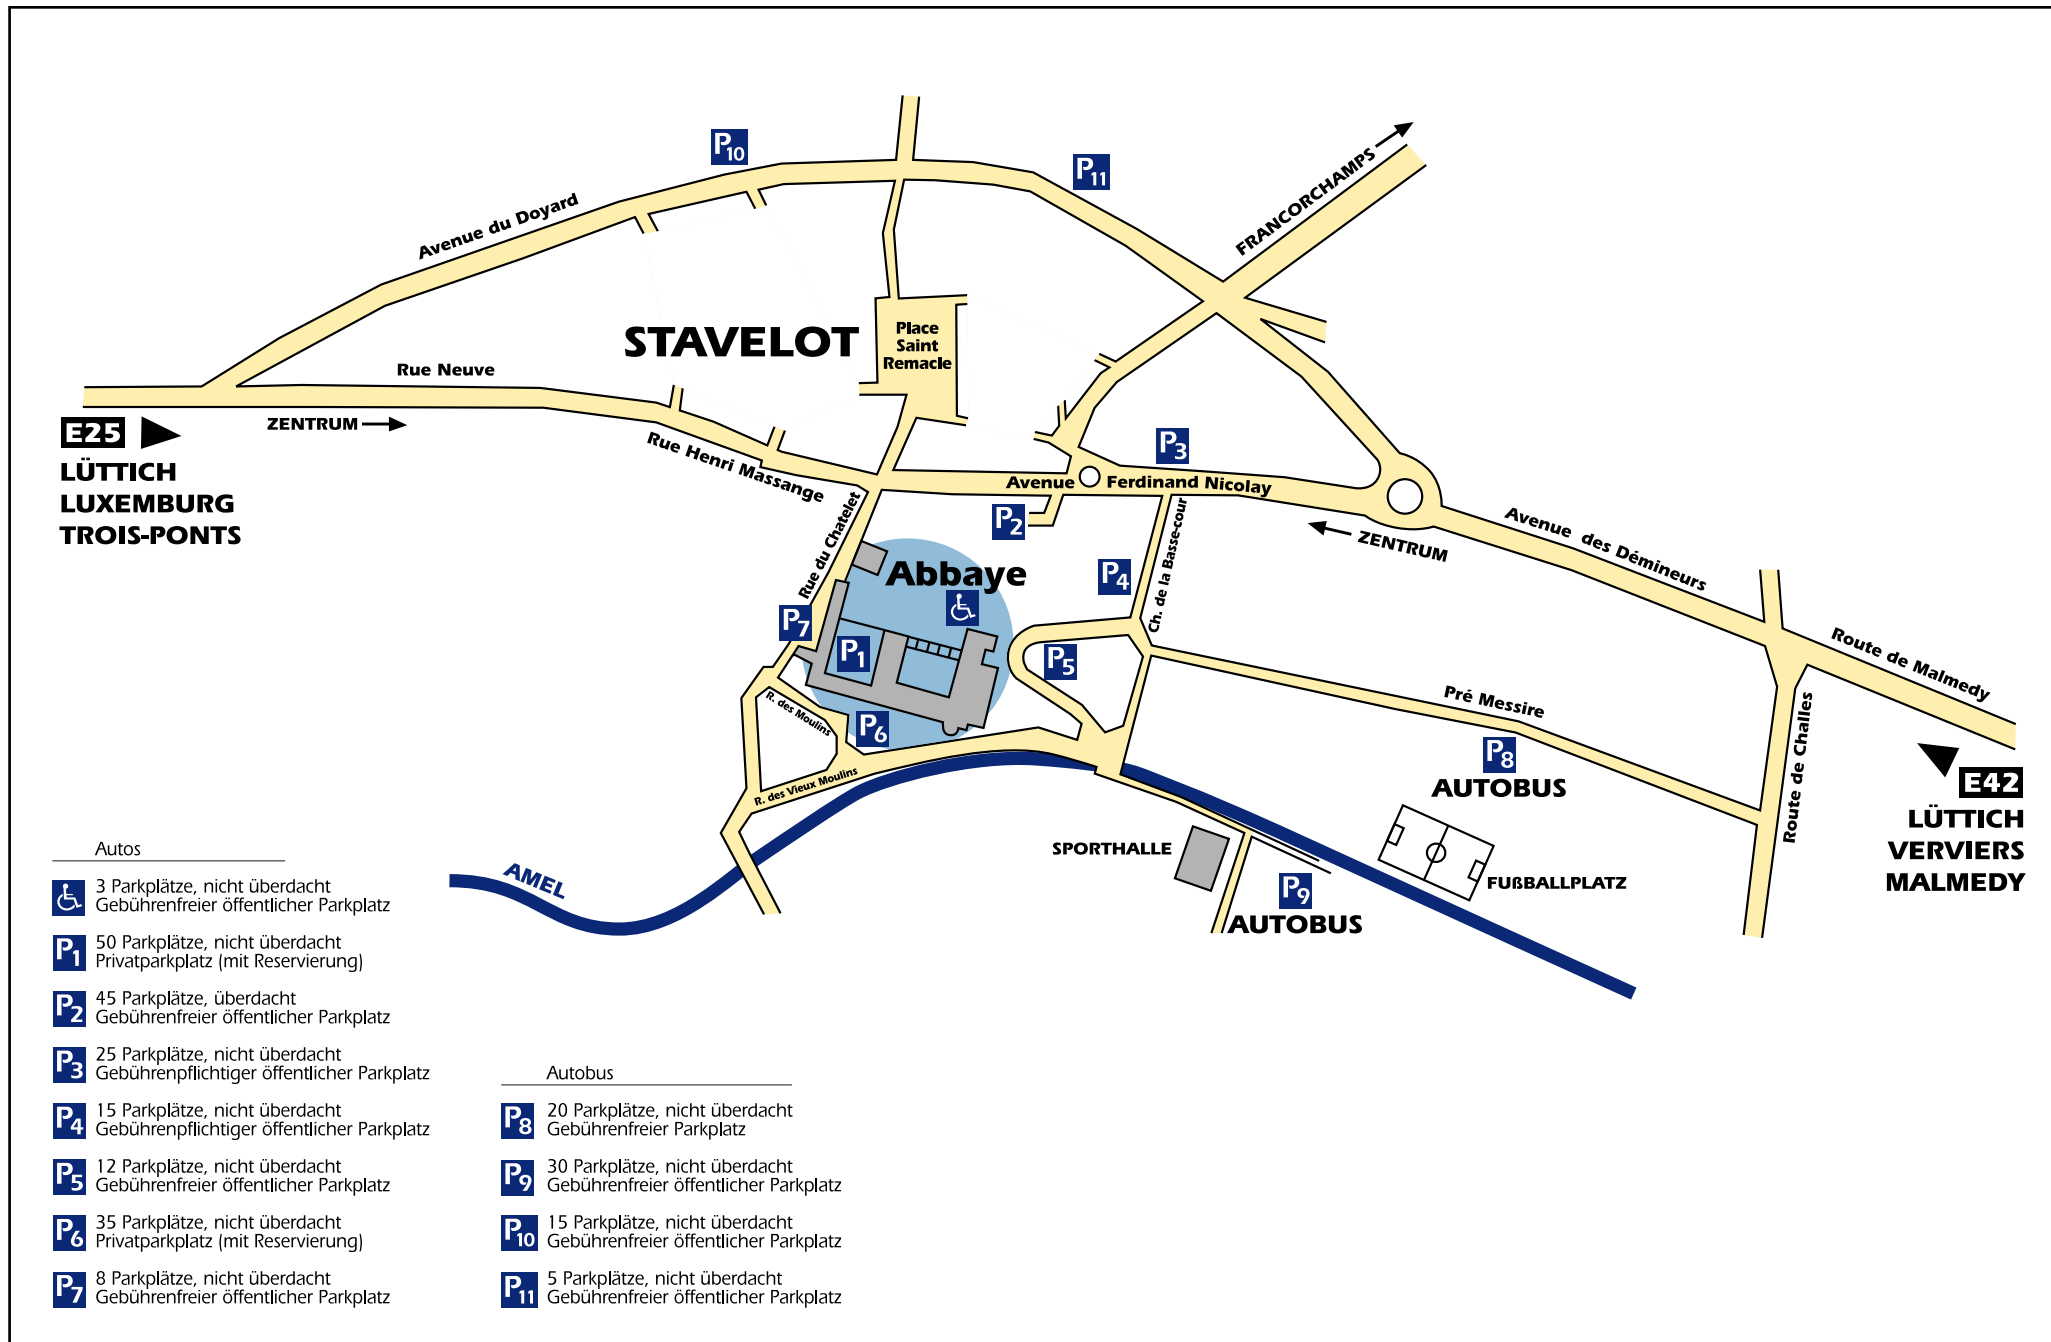 P10
P11
FRANCORCHAMPS
Avenue du Doyard
STAVELOT
Place
Saint
Remacle
Rue Neuve
E25
ZENTRUM
LÜTTICH
LUXEMBURG
TROIS-PONTS
Rue Henri Massange
P3
Avenue Ferdinand Nicolay
P2
ZENTRUM
Avenue des Démineurs
Rue du Chatelet
Abbaye
P4
Ch. de la Basse-cour
P7
P1
P5
Route de Malmedy
R. des Moulins
P6
Pré Messire
P8
AUTOBUS
Route de Challes
E42
LÜTTICH
VERVIERS
MALMEDY
R. des Vieux Moulins
SPORTHALLE
FUßBALLPLATZ
P9
AUTOBUS
AMEL
Autos
3 Parkplätze, nicht überdacht
Gebührenfreier öffentlicher Parkplatz
P1 50 Parkplätze, nicht überdacht
Privatparkplatz (mit Reservierung)
P2 45 Parkplätze, überdacht
Gebührenfreier öffentlicher Parkplatz
P3 25 Parkplätze, nicht überdacht
Gebührenpflichtiger öffentlicher Parkplatz
P4 15 Parkplätze, nicht überdacht
Gebührenpflichtiger öffentlicher Parkplatz
P5 12 Parkplätze, nicht überdacht
Gebührenfreier öffentlicher Parkplatz
P6 35 Parkplätze, nicht überdacht
Privatparkplatz (mit Reservierung)
P7 8 Parkplätze, nicht überdacht
Gebührenfreier öffentlicher Parkplatz
Autobus
P8 20 Parkplätze, nicht überdacht
Gebührenfreier Parkplatz
P9 30 Parkplätze, nicht überdacht
Gebührenfreier öffentlicher Parkplatz
P10 15 Parkplätze, nicht überdacht
Gebührenfreier öffentlicher Parkplatz
P11 5 Parkplätze, nicht überdacht
Gebührenfreier öffentlicher Parkplatz